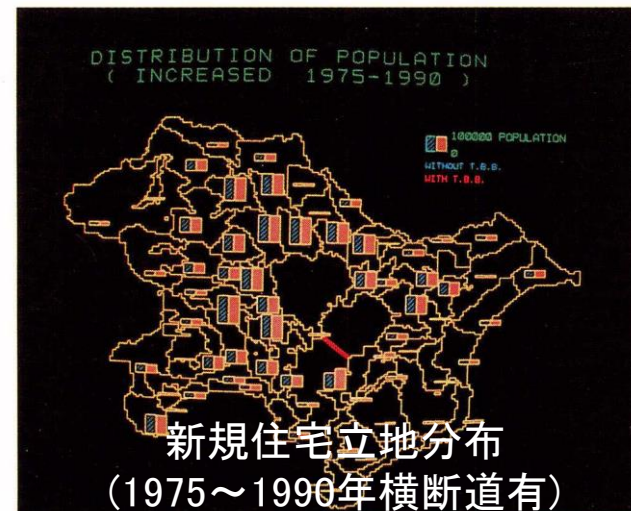 DISTRIBUTION OF POPULATION
( INCREASED 1975-1990 )
100000 POPULATION
0
WITHOUT T.B.B.
WITH T.B.B.
新規住宅立地分布
(1975～1990年横断道有)